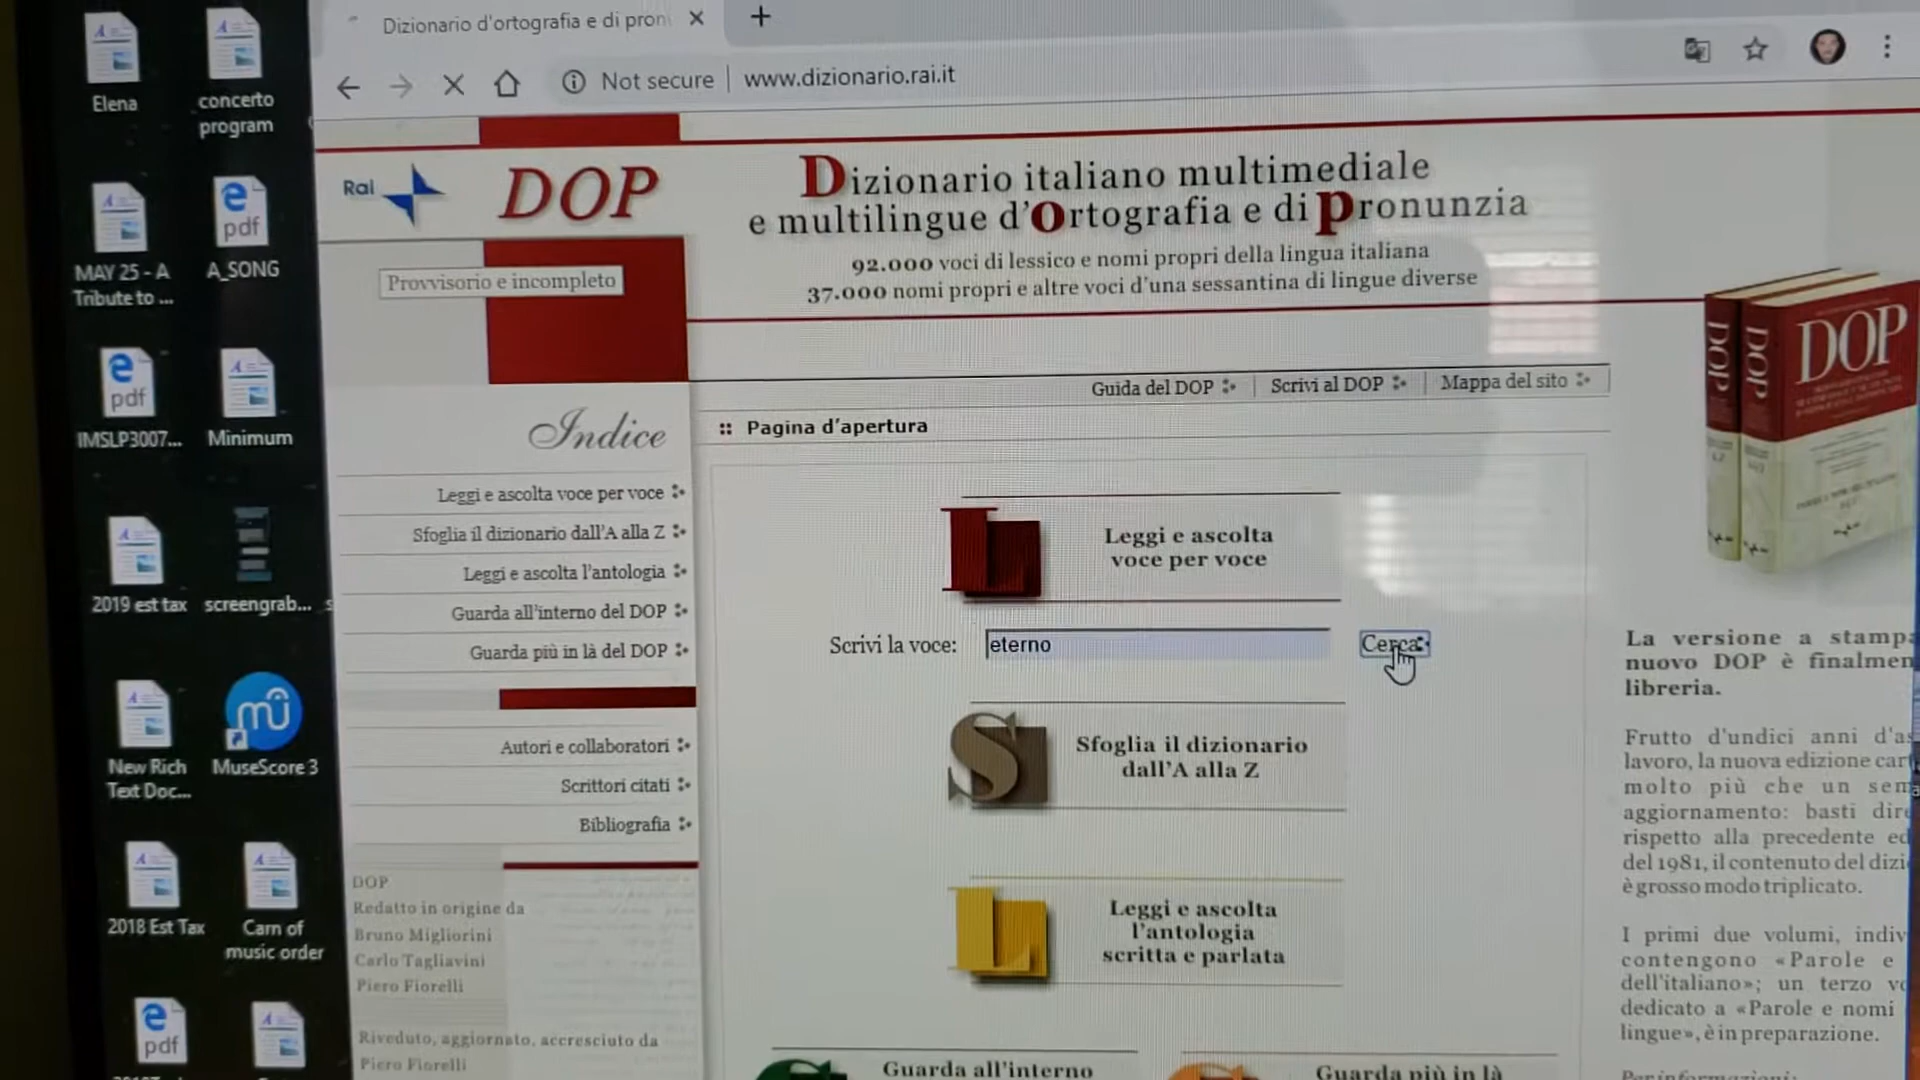 Elena
concerto
program
MAY 25 - A
Tribute to ...
pdf
A_SONG
pdf
IMSLP3007...
Minimum
2019 est tax
screengrab...
New Rich
Text Doc...
MuseScore 3
2018 Est Tax
Carn of
music order
pdf
Dizionario d'ortografia e di pron
Not secure
www.dizionario.rai.it
Rai
DOP
Dizionario italiano multimediale
e multilingue d'ortografia e di pronunzia
92.000 voci di lessico e nomi propri della lingua italiana
37.000 nomi propri e altre voci d'una sessantina di lingue diverse
Provvisorio e incompleto
Guida del DOP
Scrivi al DOP
Mappa del sito
Indice
Leggi e ascolta voce per voce
Sfoglia il dizionario dall'A alla Z
Leggi e ascolta l'antologia
Guarda all'interno del DOP
Guarda più in là del DOP
Autori e collaboratori
Scrittori citati
Bibliografia
DOP
Redatto in origine da
Bruno Migliorini
Carlo Tagliavini
Piero Fiorelli
Riveduto, aggiornato, accresciuto da
Piero Fiorelli
:: Pagina d'apertura
L
Leggi e ascolta
voce per voce
Scrivi la voce:
eterno
Cerca
S
Sfoglia il dizionario
dall'A alla Z
L
Leggi e ascolta
l'antologia
scritta e parlata
Guarda all'interno
Guarda più in là
DOP
DOP
DOP
La versione a stampa
nuovo DOP è finalmen
libreria.
Frutto d'undici anni d'as
lavoro, la nuova edizione car
molto più che un sem
aggiornamento: basti dire
rispetto alla precedente ed
del 1981, il contenuto del dizi
è grosso modo triplicato.
I primi due volumi, indiv
contengono «Parole e
dell'italiano»; un terzo vo
dedicato a «Parole e nomi
lingue», è in preparazione.